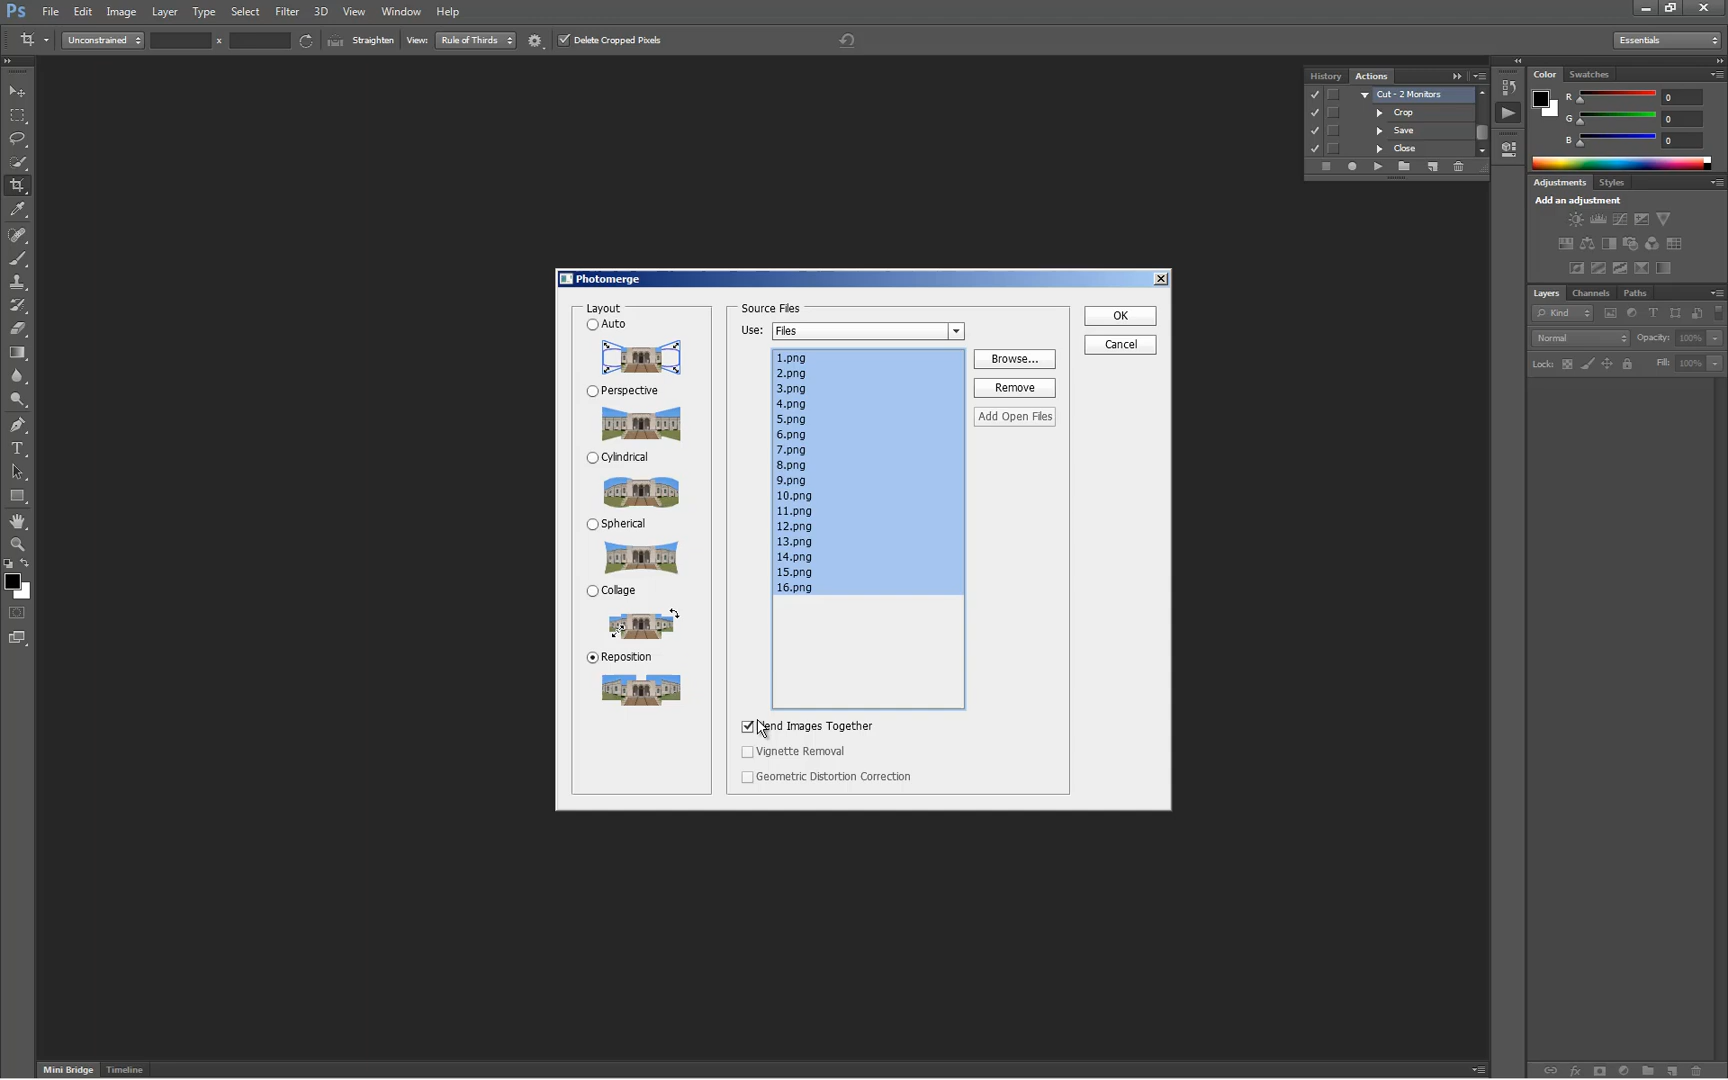 Ps File Edit Image Layer Type Select Filter 3D View Window Help
Unconstrained x Straighten View: Rule of Thirds Delete Cropped Pixels Essentials
History Actions
Cut - 2 Monitors
Crop
Save
Close
Color Swatches
R 0
G 0
B 0
Adjustments Styles
Add an adjustment
Layers Channels Paths
Kind
Normal Opacity: 100%
Lock: Fill: 100%
Photomerge
Layout
Auto
Perspective
Cylindrical
Spherical
Collage
Reposition
Source Files
Use: Files
1.png
2.png
3.png
4.png
5.png
6.png
7.png
8.png
9.png
10.png
11.png
12.png
13.png
14.png
15.png
16.png
Browse...
Remove
Add Open Files
OK
Cancel
Images Together
Vignette Removal
Geometric Distortion Correction
Mini Bridge Timeline